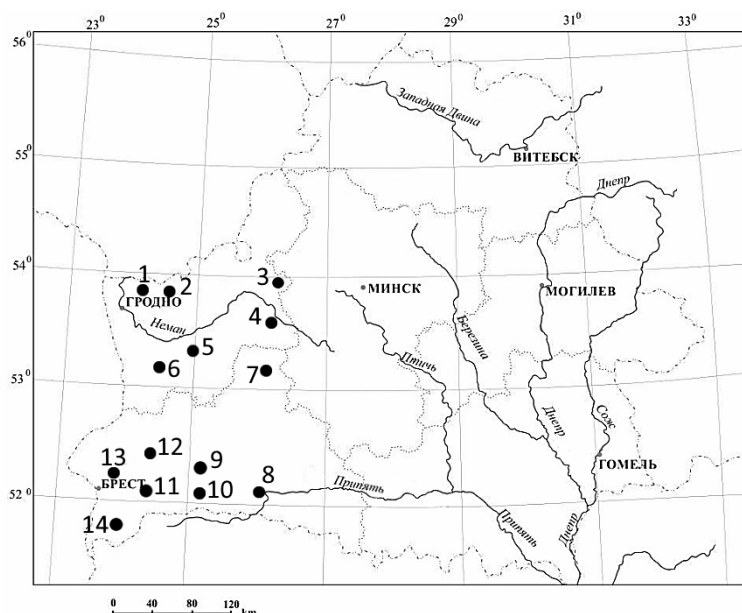 23⁰ 25⁰ 27⁰ 29⁰ 31⁰ 33⁰
56⁰
Западная Двина
55⁰
ВИТЕБСК
Днепр
54⁰
1 2 3
ГРОДНО
МИНСК
МОГИЛЕВ
Неман
4
Березина
5
6
Птичь
53⁰
7
Днепр
Сож
12
13
9
ГОМЕЛЬ
БРЕСТ
11
10
8
Припять
52⁰
14
Припять
Днепр
0 40 80 120
km